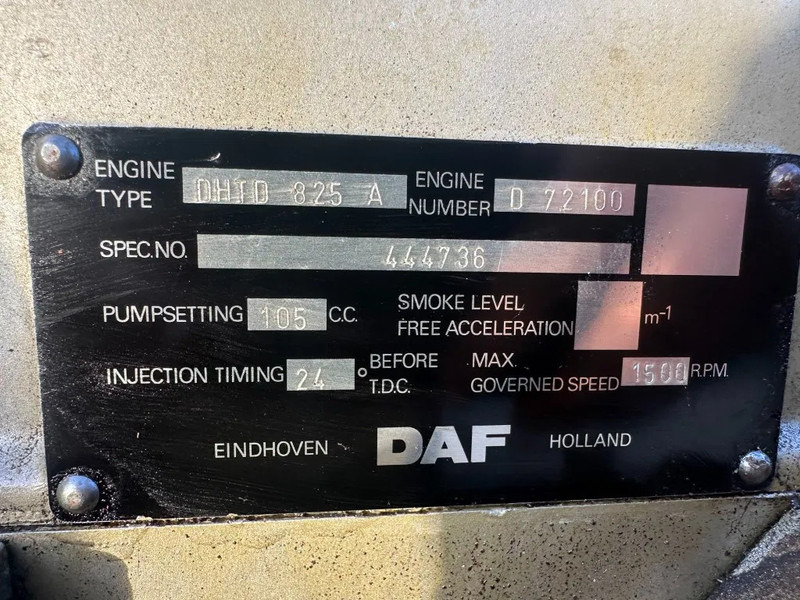 ENGINE TYPE DHTD 825 A ENGINE NUMBER D 72100
SPEC.NO. 444736
PUMPSETTING 105 C.C. SMOKE LEVEL FREE ACCELERATION m-1
INJECTION TIMING 24 ° BEFORE T.D.C. MAX. GOVERNED SPEED 1500 R.P.M.
EINDHOVEN DAF HOLLAND